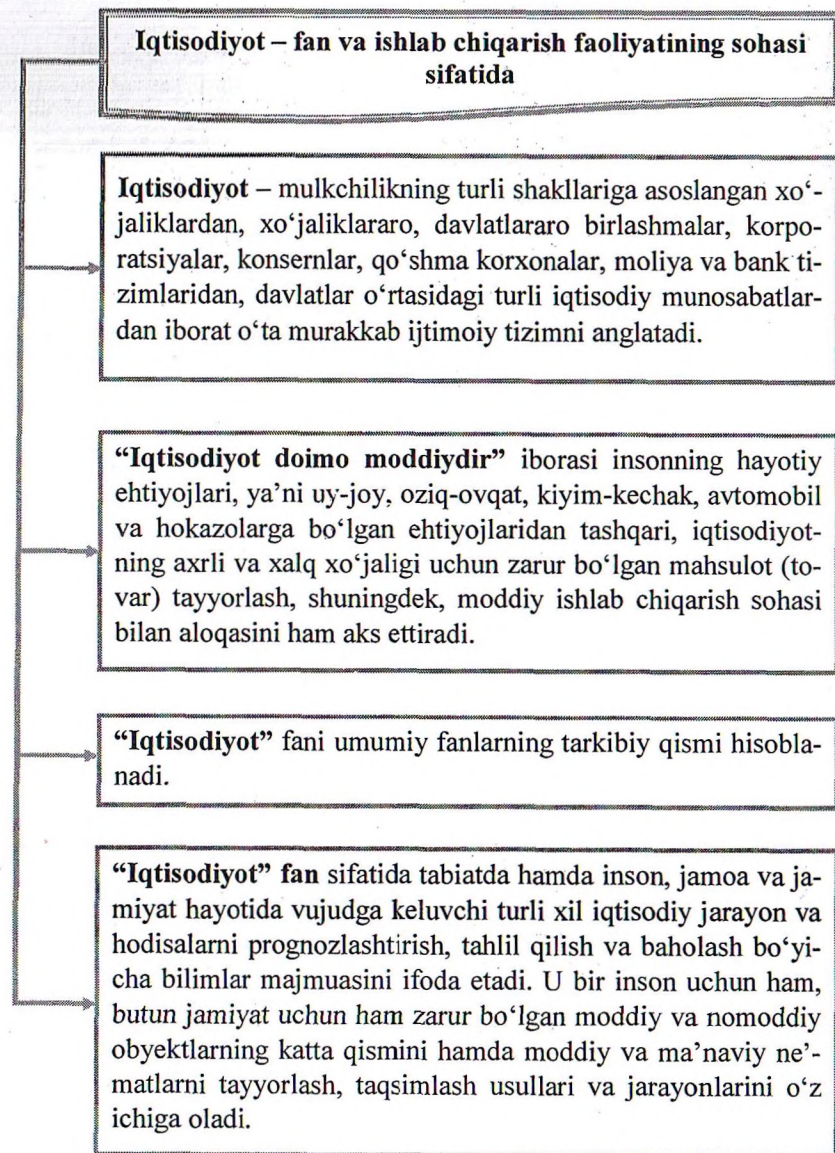 Iqtisodiyot – fan va ishlab chiqarish faoliyatining sohasi
sifatida
Iqtisodiyot – mulkchilikning turli shakllariga asoslangan xo‘-
jaliklardan, xo‘jaliklararo, davlatlararo birlashmalar, korpo-
ratsiyalar, konsernlar, qo‘shma korxonalar, moliya va bank ti-
zimlaridan, davlatlar o‘rtasidagi turli iqtisodiy munosabatlar-
dan iborat o‘ta murakkab ijtimoiy tizimni anglatadi.
“Iqtisodiyot doimo moddiydir” iborasi insonning hayotiy
ehtiyojlari, ya’ni uy-joy, oziq-ovqat, kiyim-kechak, avtomobil
va hokazolarga bo‘lgan ehtiyojlaridan tashqari, iqtisodiyot-
ning axrli va xalq xo‘jaligi uchun zarur bo‘lgan mahsulot (to-
var) tayyorlash, shuningdek, moddiy ishlab chiqarish sohasi
bilan aloqasini ham aks ettiradi.
“Iqtisodiyot” fani umumiy fanlarning tarkibiy qismi hisobla-
nadi.
“Iqtisodiyot” fan sifatida tabiatda hamda inson, jamoa va ja-
miyat hayotida vujudga keluvchi turli xil iqtisodiy jarayon va
hodisalarni prognozlashtirish, tahlil qilish va baholash bo‘yi-
cha bilimlar majmuasini ifoda etadi. U bir inson uchun ham,
butun jamiyat uchun ham zarur bo‘lgan moddiy va nomoddiy
obyektlarning katta qismini hamda moddiy va ma’naviy ne’-
matlarni tayyorlash, taqsimlash usullari va jarayonlarini o‘z
ichiga oladi.